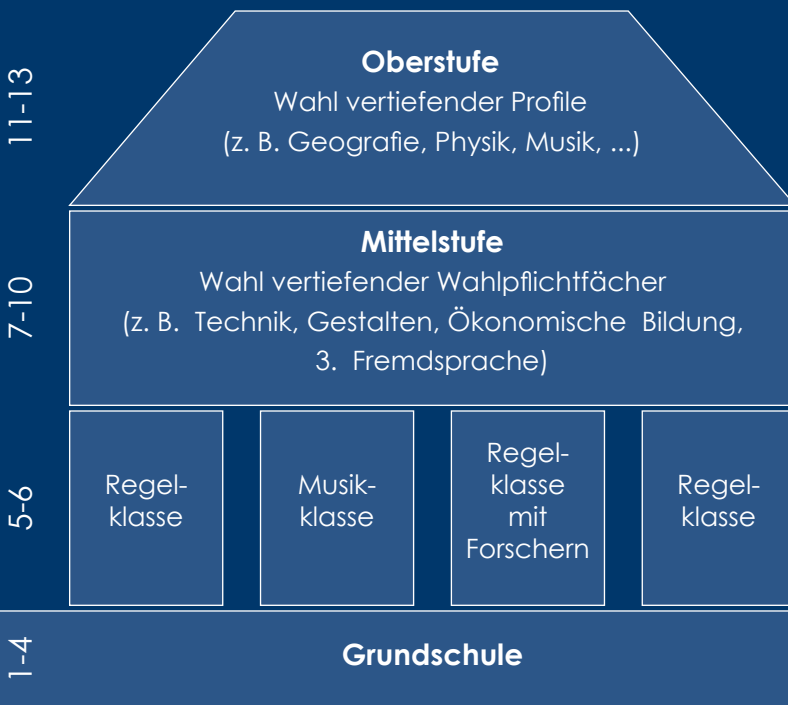 11-13
Oberstufe
Wahl vertiefender Profile
(z. B. Geografie, Physik, Musik, ...)
7-10
Mittelstufe
Wahl vertiefender Wahlpflichtfächer
(z. B. Technik, Gestalten, Ökonomische Bildung,
3. Fremdsprache)
5-6
Regel-
klasse
Musik-
klasse
Regel-
klasse
mit
Forschern
Regel-
klasse
1-4
Grundschule